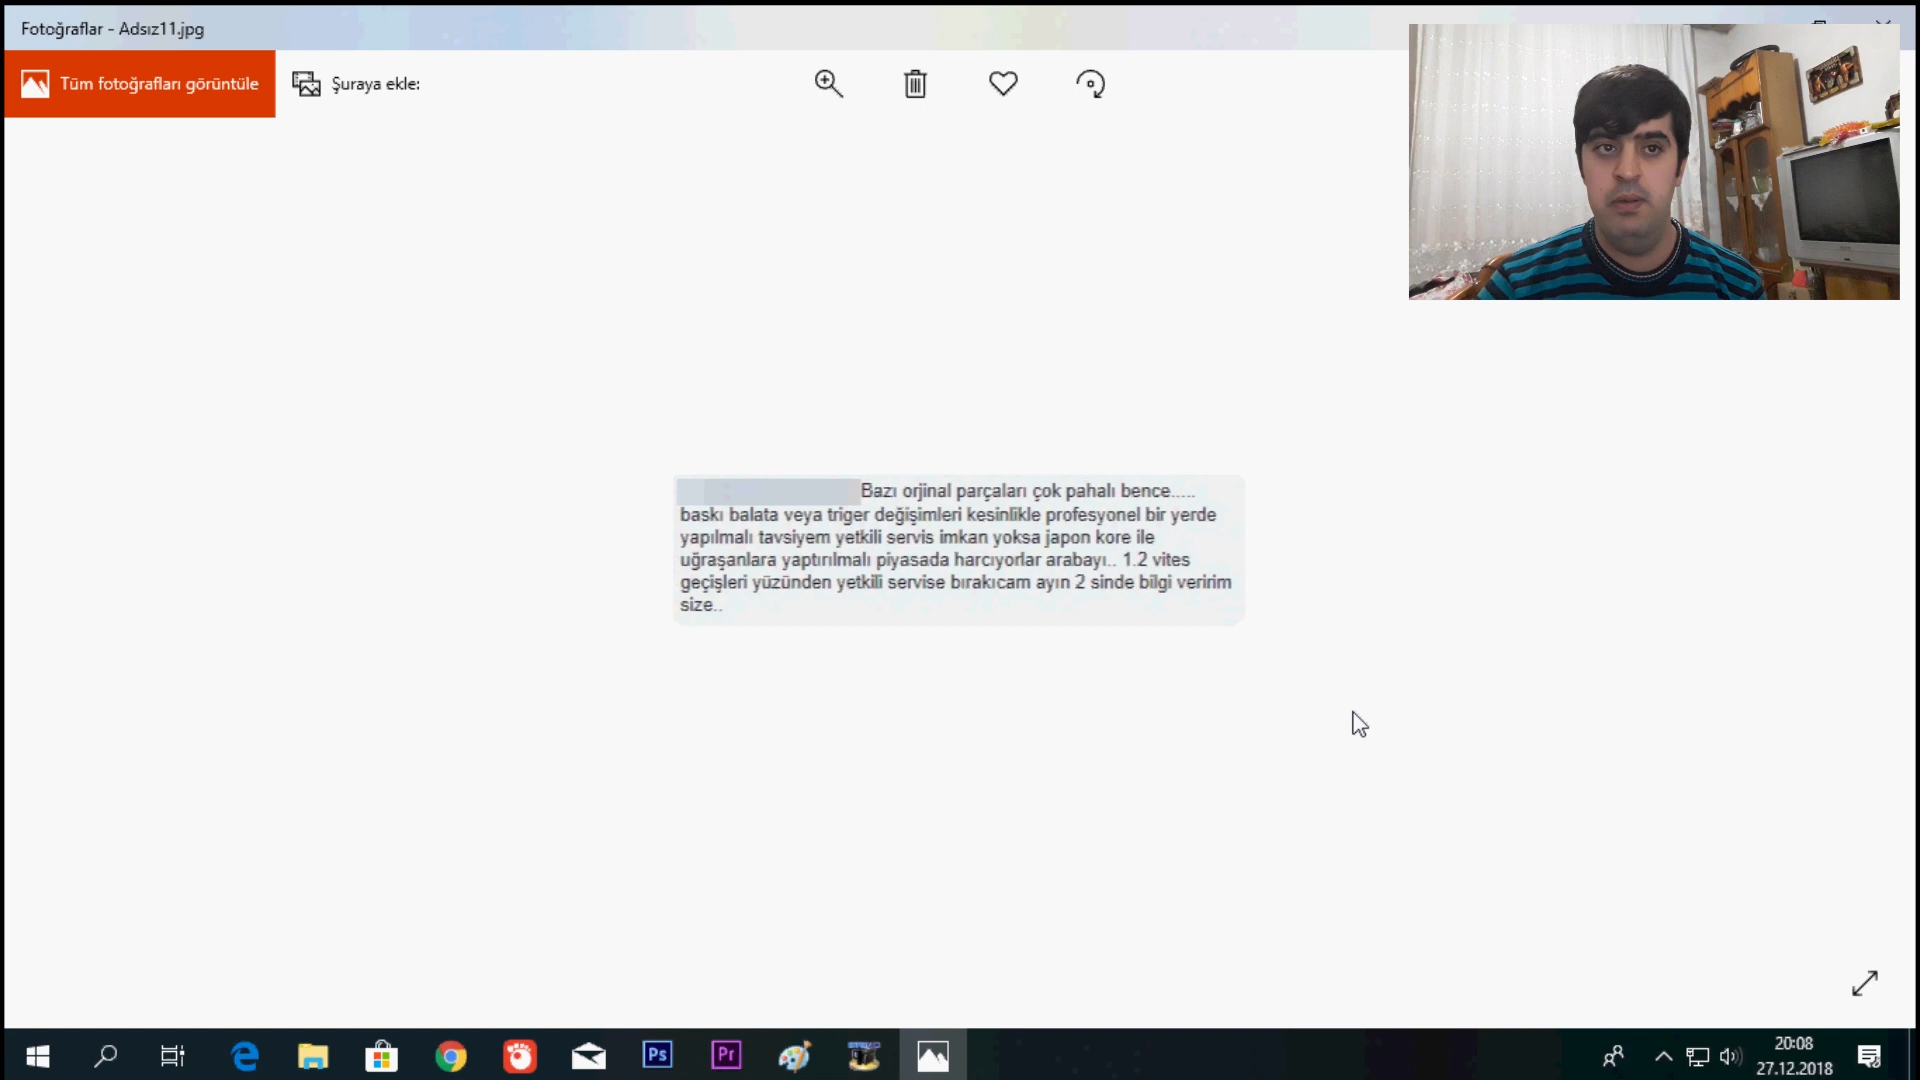 Fotoğraflar - Adsız11.jpg
Tüm fotoğrafları görüntüle
Şuraya ekle:
Bazı orjinal parçaları çok pahalı bence.....
baskı balata veya triger değişimleri kesinlikle profesyonel bir yerde
yapılmalı tavsiyem yetkili servis imkan yoksa japon kore ile
uğraşanlara yaptırılmalı piyasada harcıyorlar arabayı.. 1.2 vites
geçişleri yüzünden yetkili servise bırakıcam ayın 2 sinde bilgi veririm
size..
Ps
Pr
20:08
27.12.2018